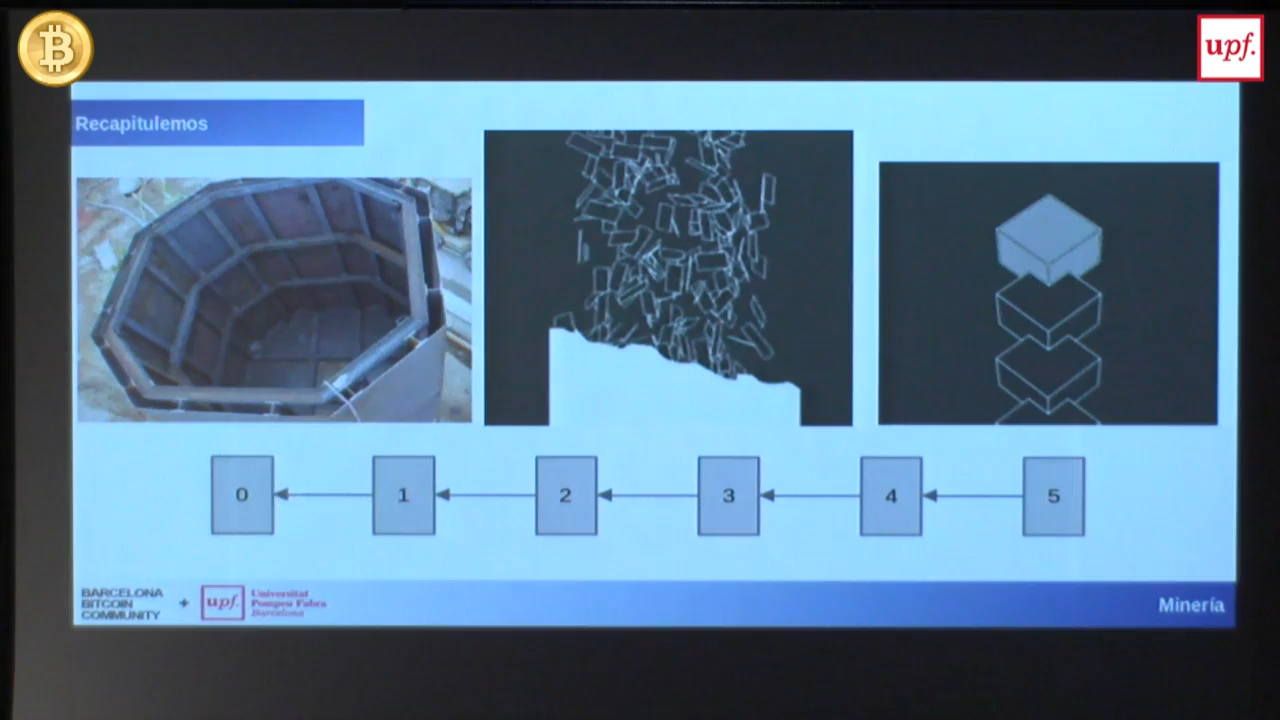 upf.
Recapitulemos
0
1
2
3
4
5
BARCELONA
BITCOIN
COMMUNITY
+
upf.
Universitat
Pompeu Fabra
Barcelona
Minería